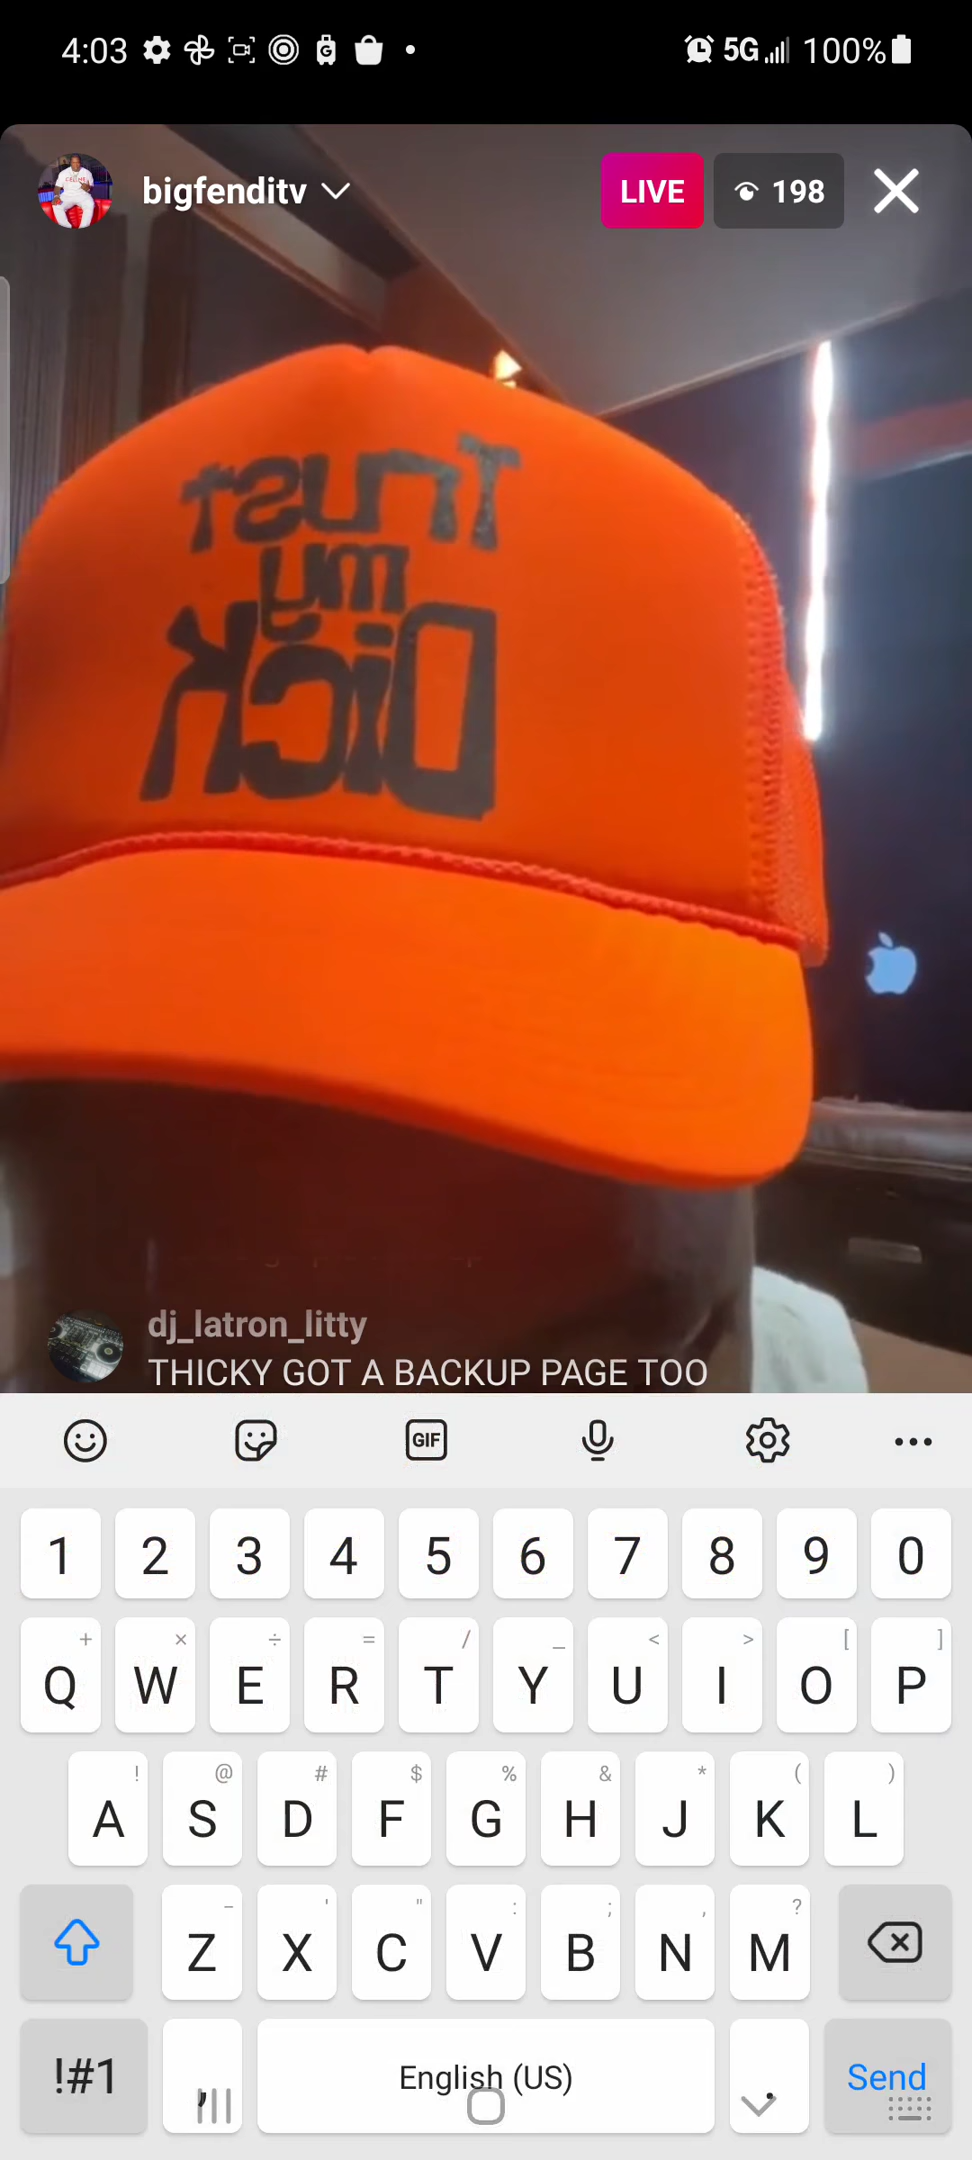 4:03
5G 100%
bigfenditv
LIVE
198
Trust
my
Dick
dj_latron_litty
THICKY GOT A BACKUP PAGE TOO
GIF
1 2 3 4 5 6 7 8 9 0
+ × ÷ = / _ < > [ ]
Q W E R T Y U I O P
! @ # $ % & * ( )
A S D F G H J K L
- ' " : ; , ?
Z X C V B N M
!#1 , English (US) . Send